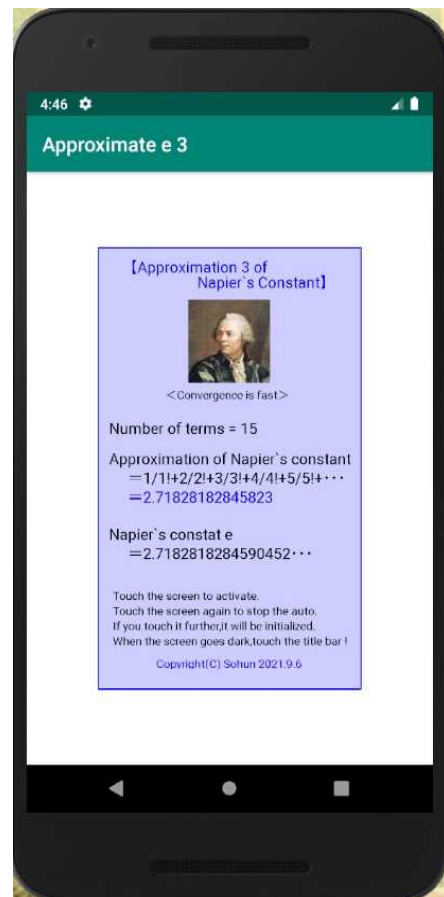 4:46
Approximate e 3
【Approximation 3 of
Napier`s Constant】
＜Convergence is fast＞
Number of terms = 15
Approximation of Napier`s constant
＝1/1!+2/2!+3/3!+4/4!+5/5!+･･･
＝2.71828182845823
Napier`s constat e
＝2.7182818284590452･･･
Touch the screen to activate.
Touch the screen again to stop the auto.
If you touch it further,it will be initialized.
When the screen goes dark,touch the title bar !
Copyright(C) Sohun 2021.9.6